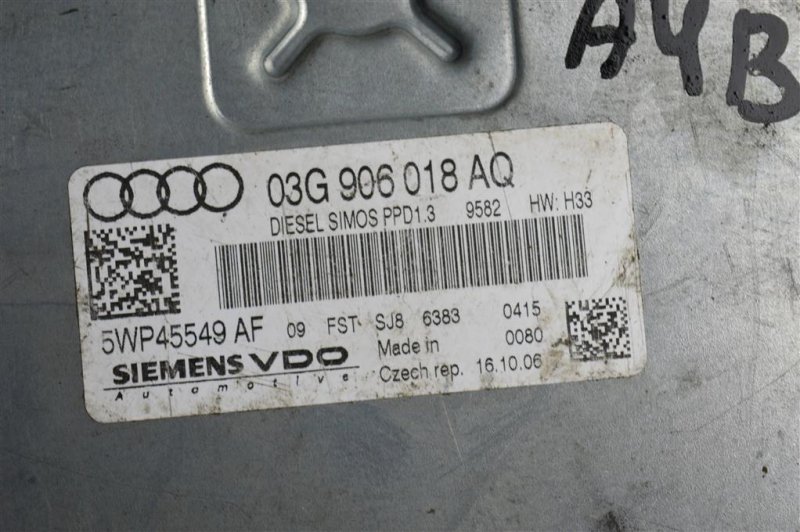 A4B
03G 906 018 AQ
DIESEL SIMOS PPD1.3 9582 HW: H33
5WP45549 AF 09 FST SJ8 6383 0415
Made in 0080
SIEMENS VDO
Automotive
Czech rep. 16.10.06